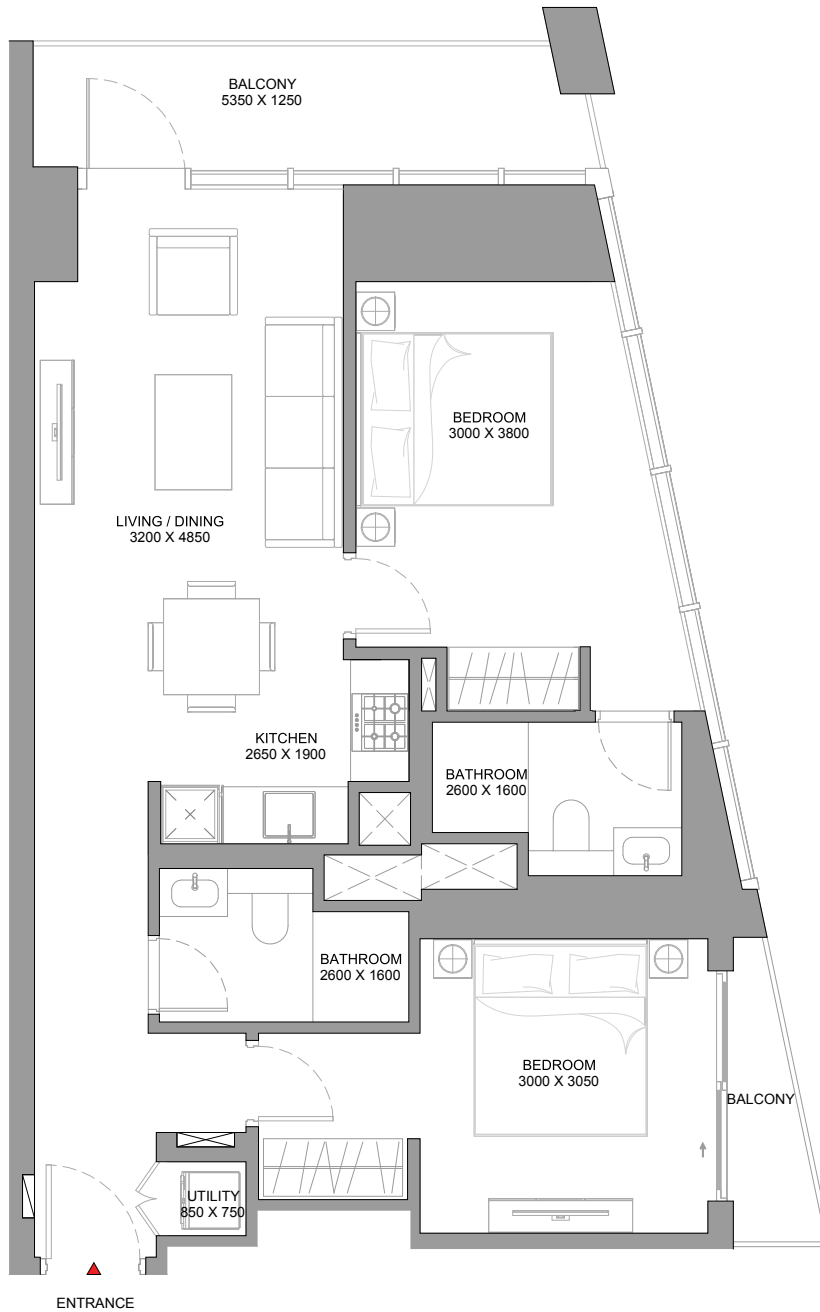 BALCONY
5350 X 1250
BEDROOM
3000 X 3800
LIVING / DINING
3200 X 4850
KITCHEN
2650 X 1900
BATHROOM
2600 X 1600
BATHROOM
2600 X 1600
BEDROOM
3000 X 3050
BALCONY
UTILITY
850 X 750
ENTRANCE